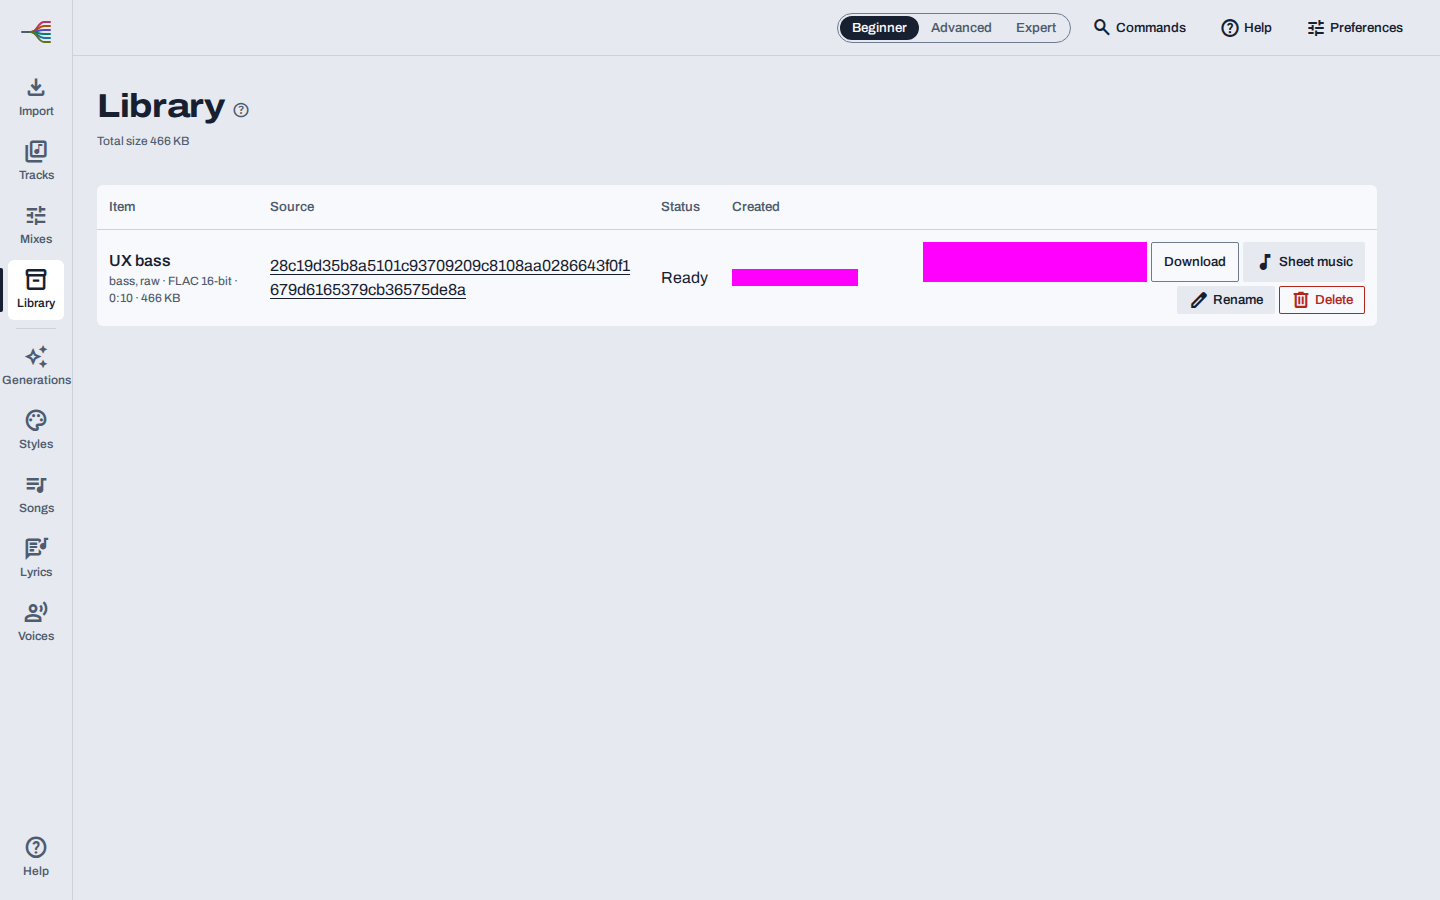 Beginner Advanced Expert Commands Help Preferences
Import
Tracks
Mixes
Library
Generations
Styles
Songs
Lyrics
Voices
Help
Library
Total size 466 KB
Item Source Status Created
UX bass
bass, raw · FLAC 16-bit ·
0:10 · 466 KB
28c19d35b8a5101c93709209c8108aa0286643f0f1
679d6165379cb36575de8a
Ready
Download Sheet music
Rename Delete